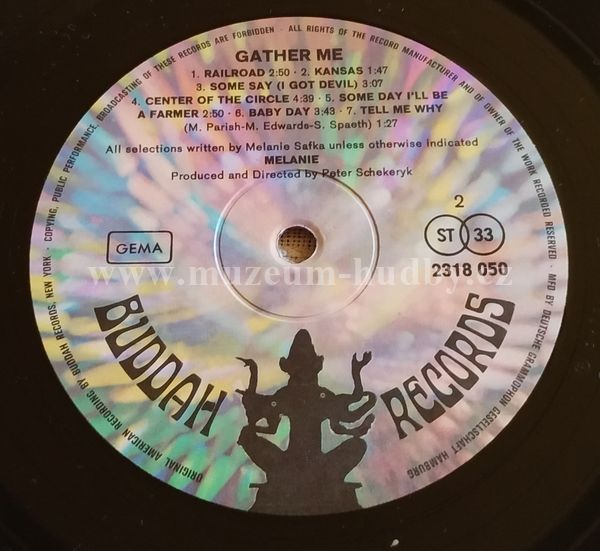 COPYING, PUBLIC PERFORMANCE, BROADCASTING OF THESE RECORDS ARE FORBIDDEN · ALL RIGHTS OF THE RECORD MANUFACTURER AND OF OWNER OF THE WORK RECORDED RESERVED · MFD BY DEUTSCHE GRAMMOPHON GESELLSCHAFT HAMBURG
GATHER ME
1. RAILROAD 2:50 · 2. KANSAS 1:47
3. SOME SAY (I GOT DEVIL) 3:07
4. CENTER OF THE CIRCLE 4:39 · 5. SOME DAY I'LL BE
A FARMER 2:50 · 6. BABY DAY 3:43 · 7. TELL ME WHY
(M. Parish-M. Edwards-S. Spaeth) 1:27
All selections written by Melanie Safka unless otherwise indicated
MELANIE
Produced and Directed by Peter Schekeryk
2
GEMA
ST 33
2318 050
www.muzeum-hudby.cz
BUDDAH RECORDS
ORIGINAL AMERICAN RECORDING BY BUDDAH RECORDS, NEW YORK ·